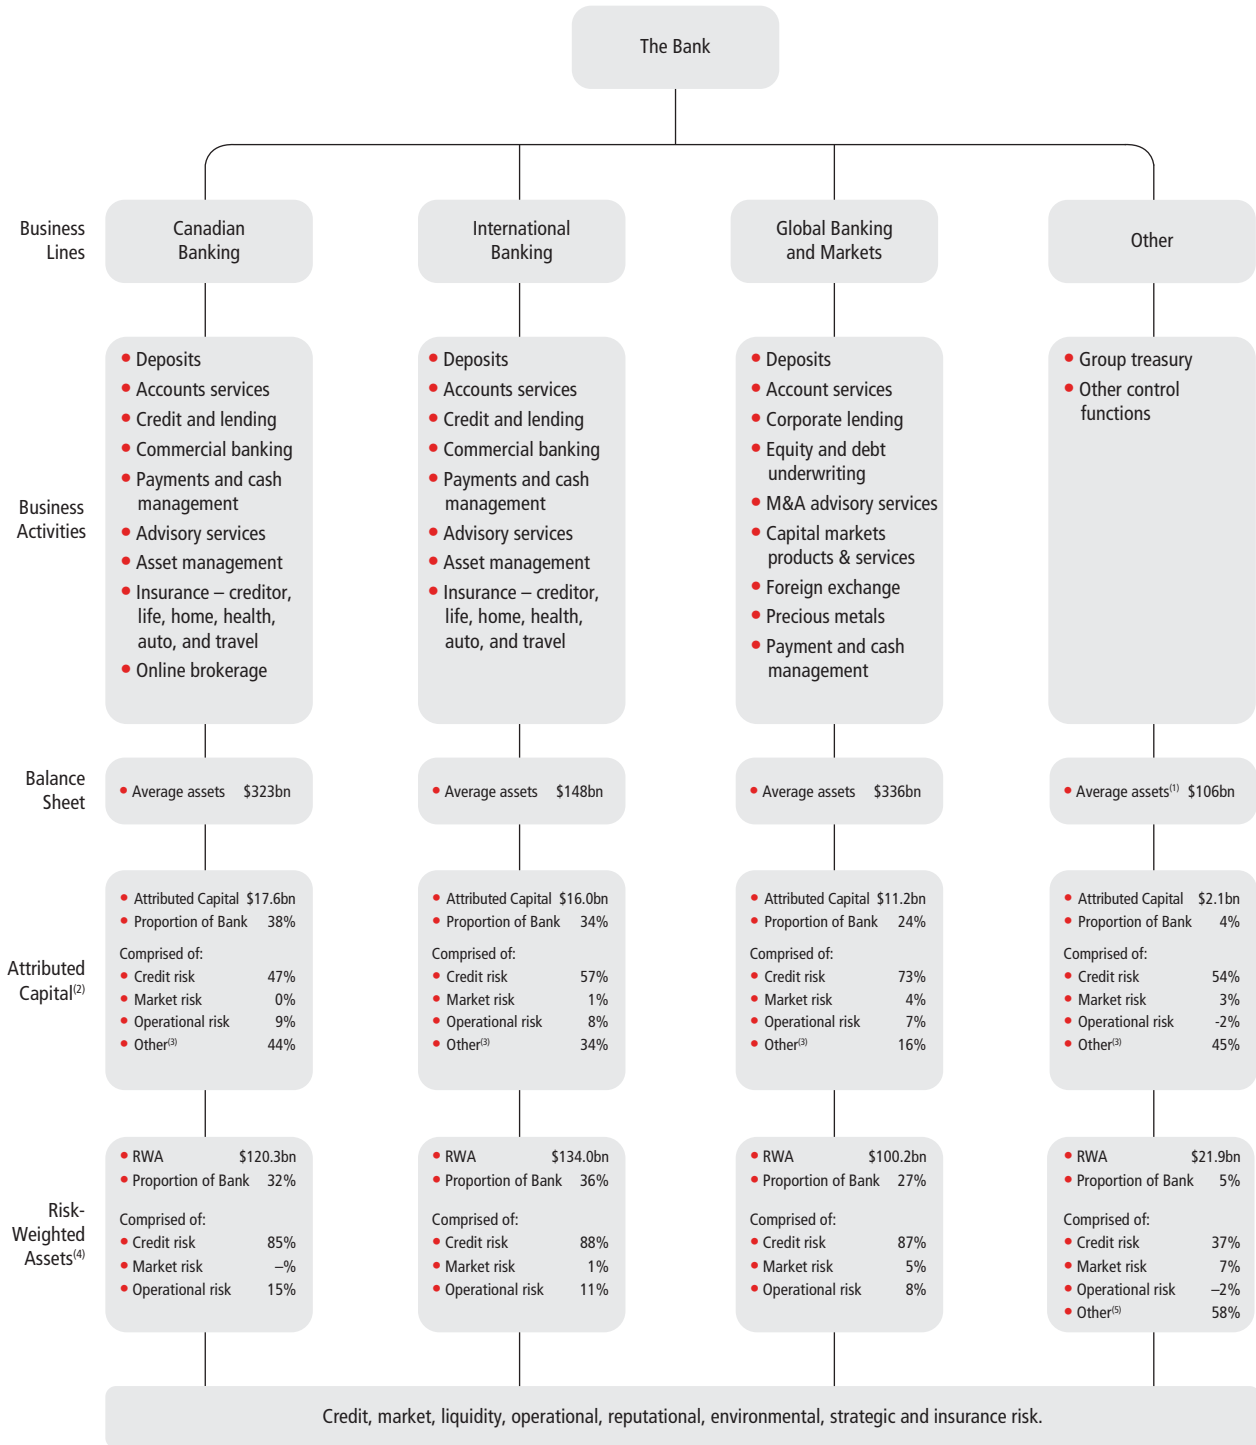 The Bank
Business
Lines
Canadian
Banking
International
Banking
Global Banking
and Markets
Other
Business
Activities
• Deposits
• Accounts services
• Credit and lending
• Commercial banking
• Payments and cash
management
• Advisory services
• Asset management
• Insurance – creditor,
life, home, health,
auto, and travel
• Online brokerage
• Deposits
• Accounts services
• Credit and lending
• Commercial banking
• Payments and cash
management
• Advisory services
• Asset management
• Insurance – creditor,
life, home, health,
auto, and travel
• Deposits
• Account services
• Corporate lending
• Equity and debt
underwriting
• M&A advisory services
• Capital markets
products & services
• Foreign exchange
• Precious metals
• Payment and cash
management
• Group treasury
• Other control
functions
Balance
Sheet
• Average assets $323bn
• Average assets $148bn
• Average assets $336bn
• Average assets(1) $106bn
Attributed
Capital(2)
• Attributed Capital $17.6bn
• Proportion of Bank 38%
Comprised of:
• Credit risk 47%
• Market risk 0%
• Operational risk 9%
• Other(3) 44%
• Attributed Capital $16.0bn
• Proportion of Bank 34%
Comprised of:
• Credit risk 57%
• Market risk 1%
• Operational risk 8%
• Other(3) 34%
• Attributed Capital $11.2bn
• Proportion of Bank 24%
Comprised of:
• Credit risk 73%
• Market risk 4%
• Operational risk 7%
• Other(3) 16%
• Attributed Capital $2.1bn
• Proportion of Bank 4%
Comprised of:
• Credit risk 54%
• Market risk 3%
• Operational risk -2%
• Other(3) 45%
Risk-
Weighted
Assets(4)
• RWA $120.3bn
• Proportion of Bank 32%
Comprised of:
• Credit risk 85%
• Market risk –%
• Operational risk 15%
• RWA $134.0bn
• Proportion of Bank 36%
Comprised of:
• Credit risk 88%
• Market risk 1%
• Operational risk 11%
• RWA $100.2bn
• Proportion of Bank 27%
Comprised of:
• Credit risk 87%
• Market risk 5%
• Operational risk 8%
• RWA $21.9bn
• Proportion of Bank 5%
Comprised of:
• Credit risk 37%
• Market risk 7%
• Operational risk –2%
• Other(5) 58%
Credit, market, liquidity, operational, reputational, environmental, strategic and insurance risk.